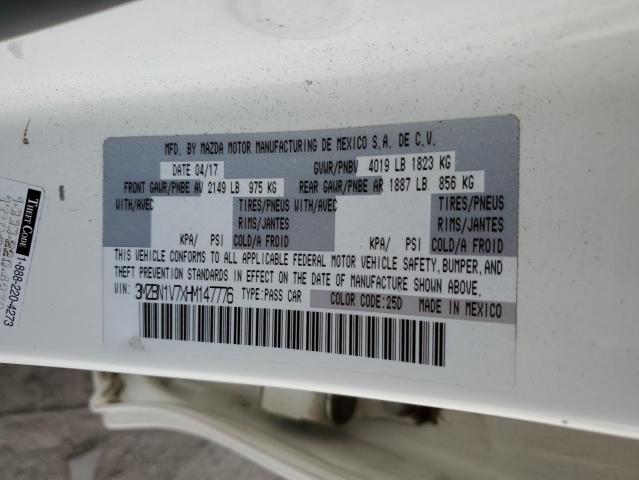 MFD. BY MAZDA MOTOR MANUFACTURING DE MEXICO S.A. DE C.V.
DATE 04/17 GVWR/PNBV 4019 LB 1823 KG
FRONT GAWR/PNBE AV 2149 LB 975 KG REAR GAWR/PNBE AR 1887 LB 856 KG
WITH/AVEC TIRES/PNEUS WITH/AVEC TIRES/PNEUS
RIMS/JANTES RIMS/JANTES
KPA/ PSI COLD/A FROID KPA/ PSI COLD/A FROID
THIS VEHICLE CONFORMS TO ALL APPLICABLE FEDERAL MOTOR VEHICLE SAFETY, BUMPER, AND
THEFT PREVENTION STANDARDS IN EFFECT ON THE DATE OF MANUFACTURE SHOWN ABOVE.
VIN: 3MZBN1V7XHM147776 TYPE:PASS CAR COLOR CODE:25D MADE IN MEXICO
THEFT CODE
1-888-220-4273